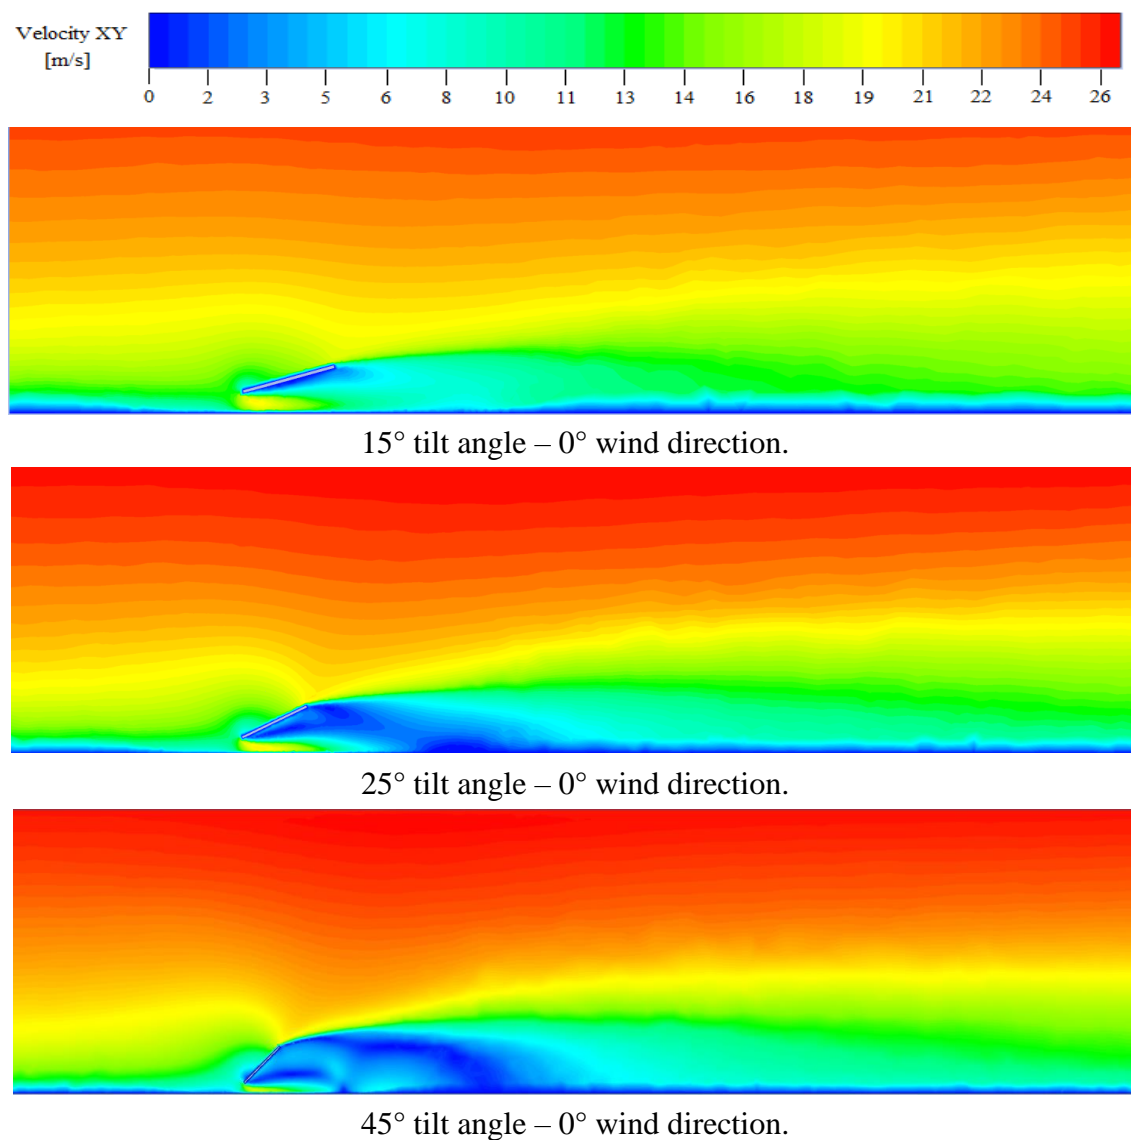 Velocity XY
[m/s]
0 2 3 5 6 8 10 11 13 14 16 18 19 21 22 24 26
15° tilt angle – 0° wind direction.
25° tilt angle – 0° wind direction.
45° tilt angle – 0° wind direction.